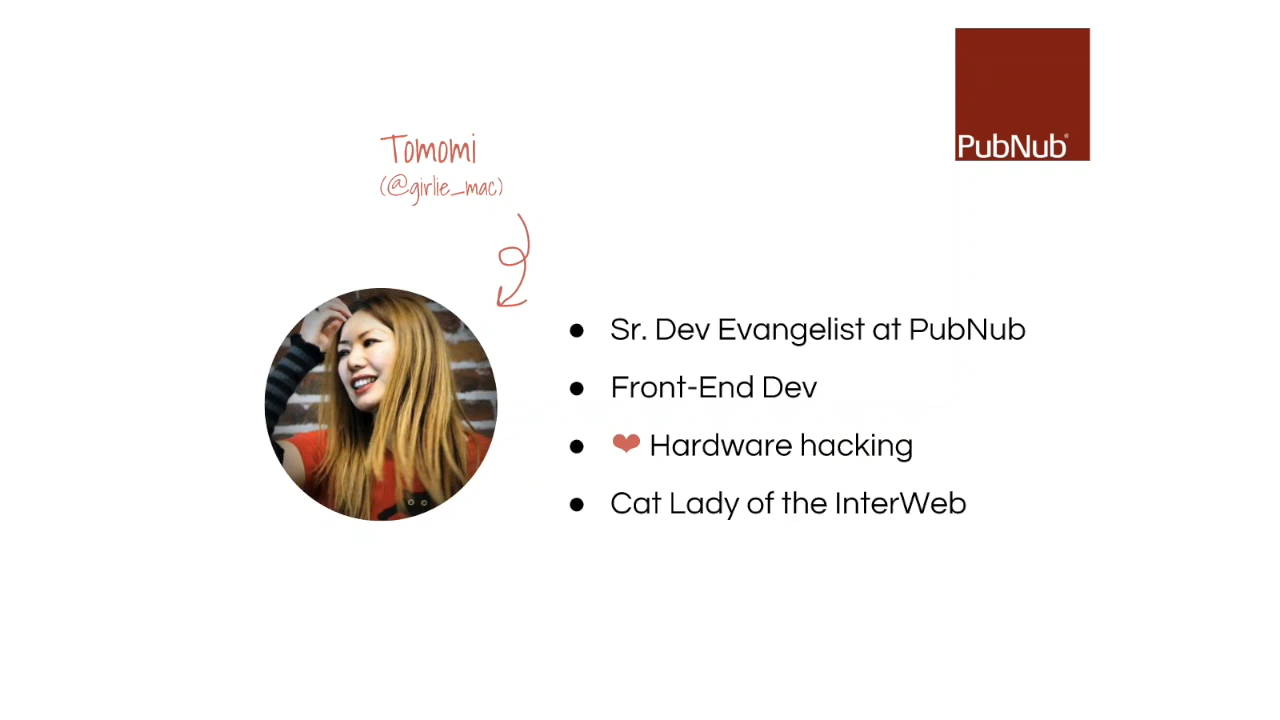 PubNub®
Tomomi
(@girlie_mac)
● Sr. Dev Evangelist at PubNub
● Front-End Dev
● ❤ Hardware hacking
● Cat Lady of the InterWeb